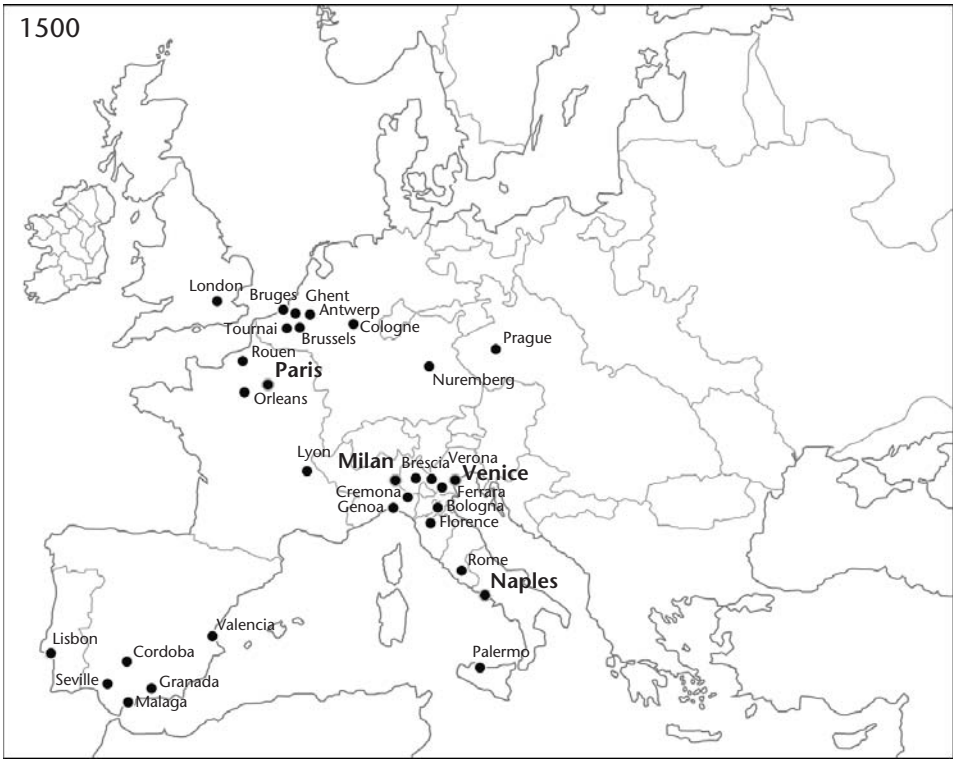 1500
London
Bruges
Ghent
Antwerp
Tournai
Brussels
Cologne
Rouen
Paris
Orleans
Prague
Nuremberg
Lyon
Milan
Brescia
Verona
Venice
Cremona
Ferrara
Genoa
Bologna
Florence
Rome
Naples
Valencia
Lisbon
Cordoba
Palermo
Seville
Granada
Malaga